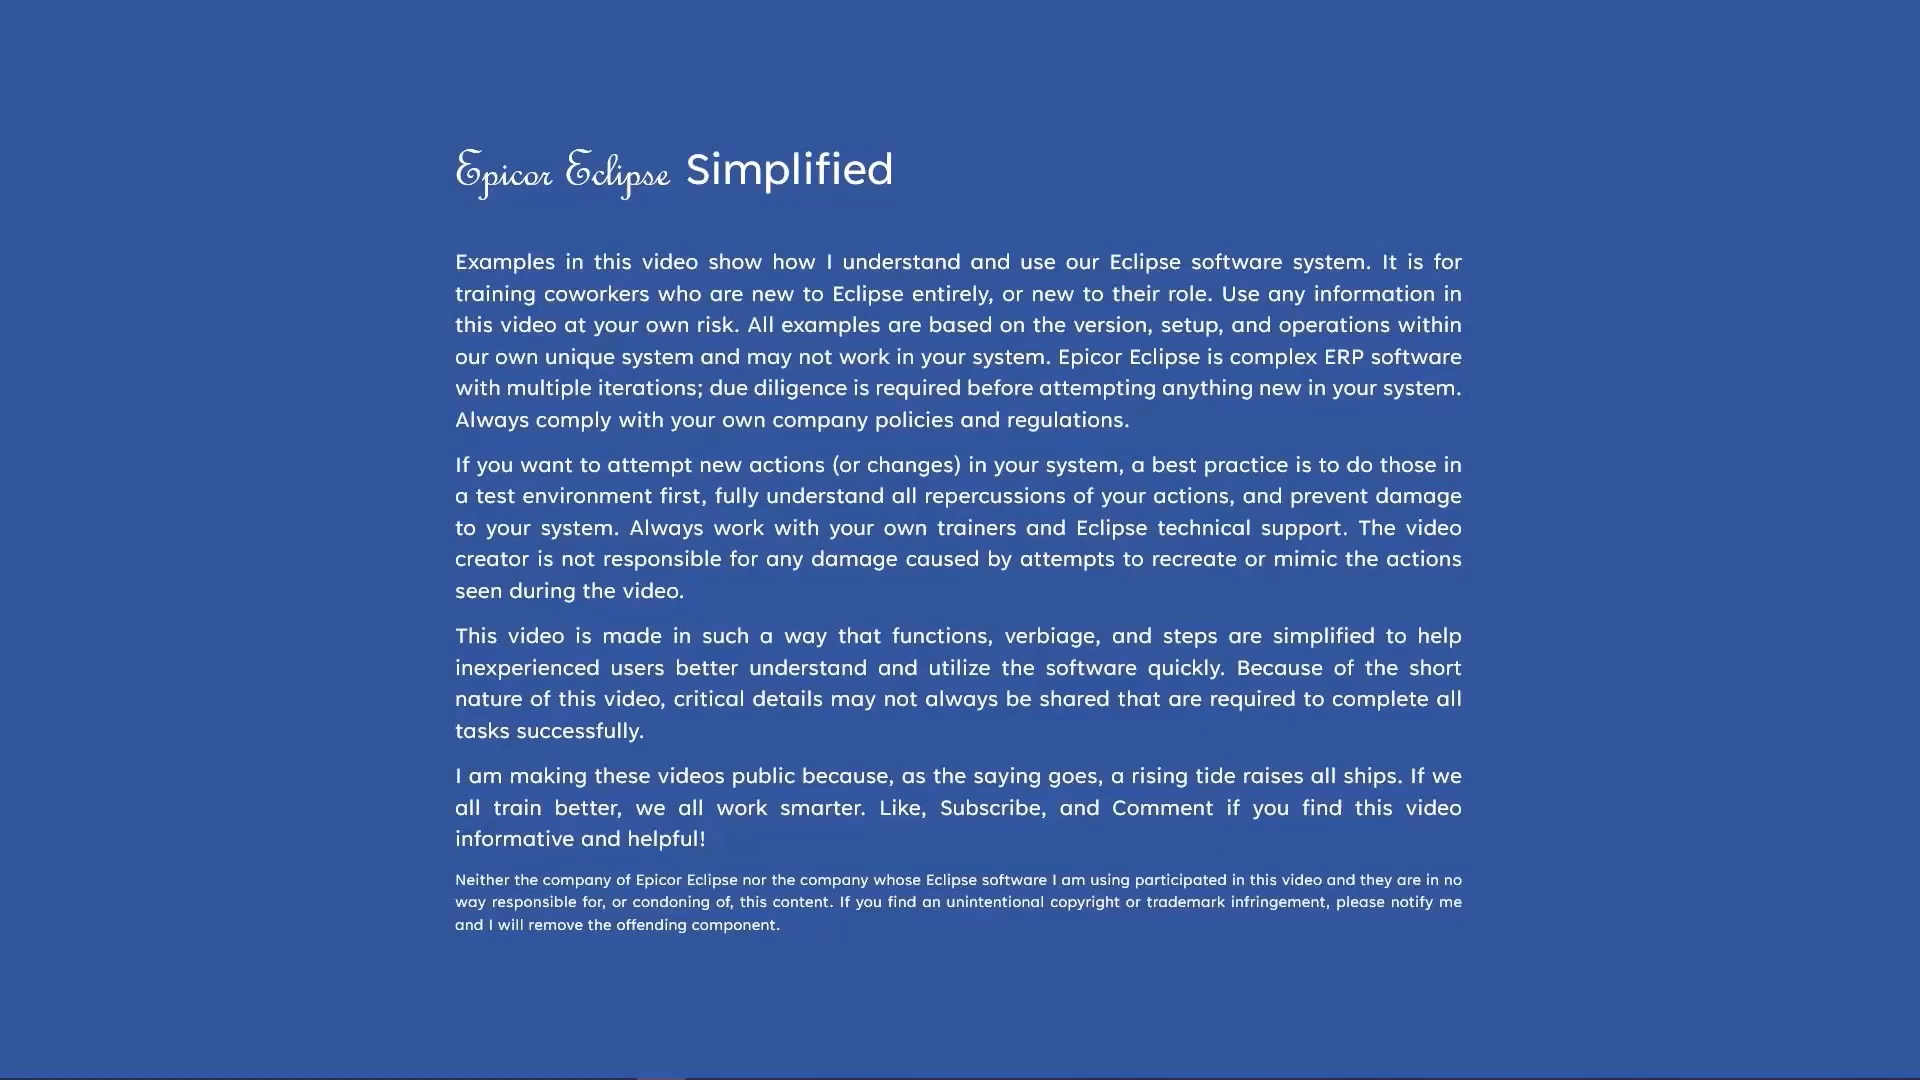 Epicor Eclipse Simplified
Examples in this video show how I understand and use our Eclipse software system. It is for
training coworkers who are new to Eclipse entirely, or new to their role. Use any information in
this video at your own risk. All examples are based on the version, setup, and operations within
our own unique system and may not work in your system. Epicor Eclipse is complex ERP software
with multiple iterations; due diligence is required before attempting anything new in your system.
Always comply with your own company policies and regulations.
If you want to attempt new actions (or changes) in your system, a best practice is to do those in
a test environment first, fully understand all repercussions of your actions, and prevent damage
to your system. Always work with your own trainers and Eclipse technical support. The video
creator is not responsible for any damage caused by attempts to recreate or mimic the actions
seen during the video.
This video is made in such a way that functions, verbiage, and steps are simplified to help
inexperienced users better understand and utilize the software quickly. Because of the short
nature of this video, critical details may not always be shared that are required to complete all
tasks successfully.
I am making these videos public because, as the saying goes, a rising tide raises all ships. If we
all train better, we all work smarter. Like, Subscribe, and Comment if you find this video
informative and helpful!
Neither the company of Epicor Eclipse nor the company whose Eclipse software I am using participated in this video and they are in no
way responsible for, or condoning of, this content. If you find an unintentional copyright or trademark infringement, please notify me
and I will remove the offending component.